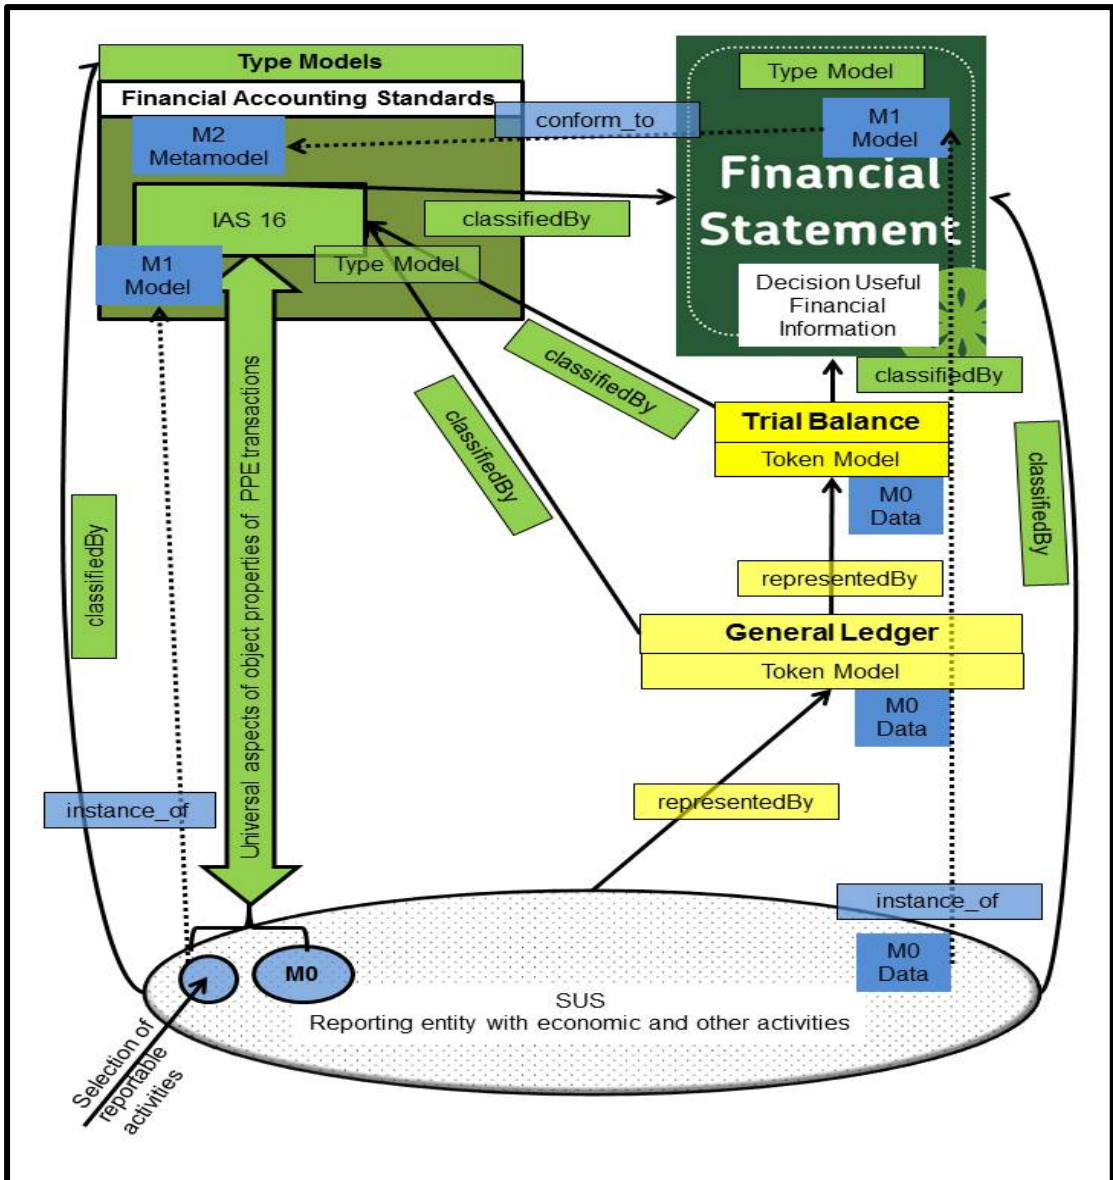 Type Models
Financial Accounting Standards
M2
Metamodel
IAS 16
M1
Model
Type Model
conform_to
classifiedBy
Type Model
M1
Model
Financial
Statement
Decision Useful
Financial
Information
classifiedBy
classifiedBy
classifiedBy
Trial Balance
Token Model
M0
Data
representedBy
General Ledger
Token Model
M0
Data
representedBy
classifiedBy
classifiedBy
Universal aspects of object properties of PPE transactions
instance_of
instance_of
M0
Data
M0
SUS
Reporting entity with economic and other activities
Selection of
reportable
activities